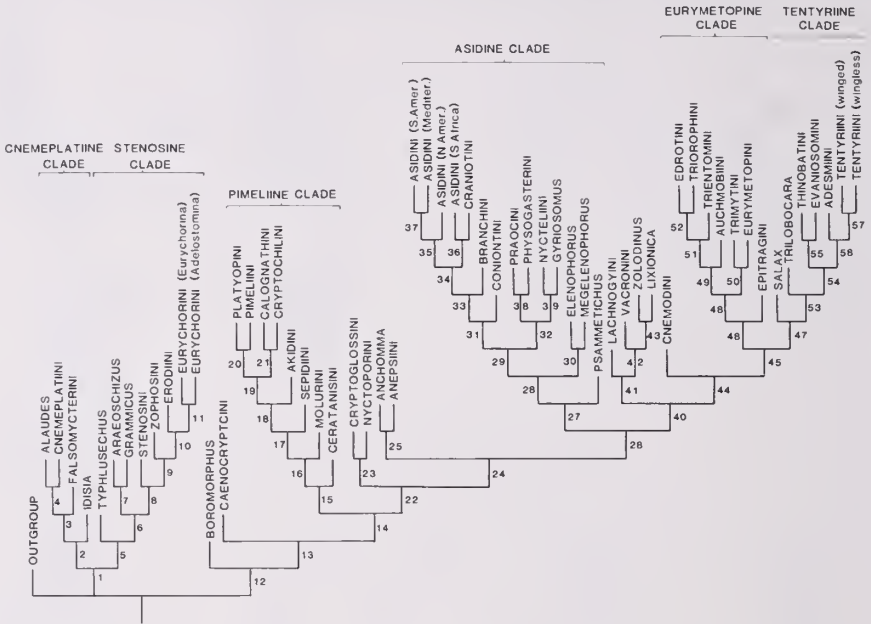 EURYMETOPINE CLADE
TENTYRIINE CLADE
ASIDINE CLADE
CNEMEPLATIINE CLADE
STENOSINE CLADE
PIMELIINE CLADE
OUTGROUP
ALAUDES
CNEMEPLATIINI
FALSOMYCTERINI
IDISIA
TYPHLUSECHUS
ARAEOSCHIZUS
GRAMMICUS
STENOSINI
ZOPHOSINI
ERODIINI
EURYCHORINI (Eurychorina)
EURYCHORINI (Adelostomina)
BOROMORPHUS
CAENOCRYPTCINI
PLATYOPINI
PIMELIINI
CALOGNATHINI
CRYPTOCHILINI
AKIDINI
SEPIDIINI
MOLURINI
CERATANISINI
CRYPTOGLOSSINI
NYCTOPORINI
ANCHOMMA
ANEPSIINI
ASIDINI (S.Amer.)
ASIDINI (Mediter.)
ASIDINI (N Amer.)
ASIDINI (S Africa)
CRANIOTINI
BRANCHINI
CONIONTINI
PRAOCINI
PHYSOGASTERINI
NYCTELIINI
GYRIOSOMUS
ELENOPHORUS
MEGELENOPHORUS
PSAMMETICHUS
LACHNOGYINI
VACRONINI
ZOLODINUS
LIXIONICA
CNEMODINI
EDROTINI
TRIOROPHINI
TRIENTOMINI
AUCHMOBIINI
TRIMYTINI
EURYMETOPINI
EPITRAGINI
SALAX
TRILOBOCARA
THINOBATINI
EVANIOSOMINI
ADESMIINI
TENTYRIINI (winged)
TENTYRIINI (wingless)
37
35
36
34
33
38
39
31
32
29
30
28
27
42
43
41
52
51
49
50
48
48
57
58
55
54
53
47
45
44
40
20
21
19
18
17
16
15
23
25
28
24
22
14
13
12
4
3
2
7
6
5
8
9
10
11
1